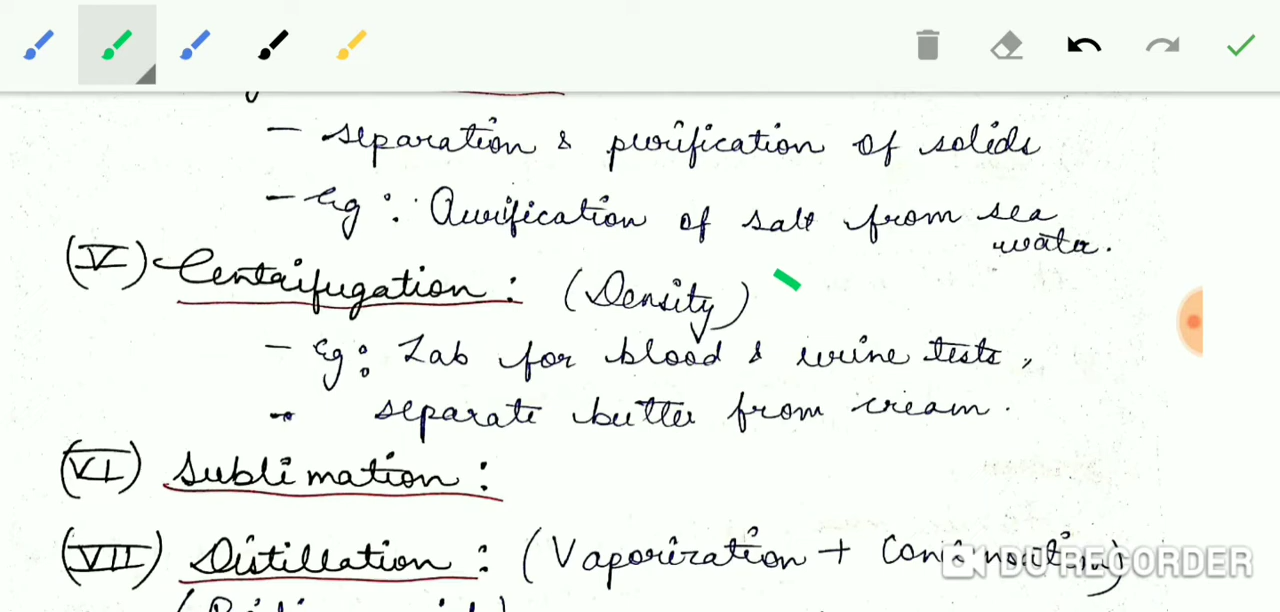 - separation & purification of solids
- Eg : Purification of salt from sea
water.
(V) Centrifugation : (Density)
- Eg : Lab for blood & urine tests,
- separate butter from cream.
(VI) Sublimation :
(VII) Distillation : (Vaporization +
DU RECORDER